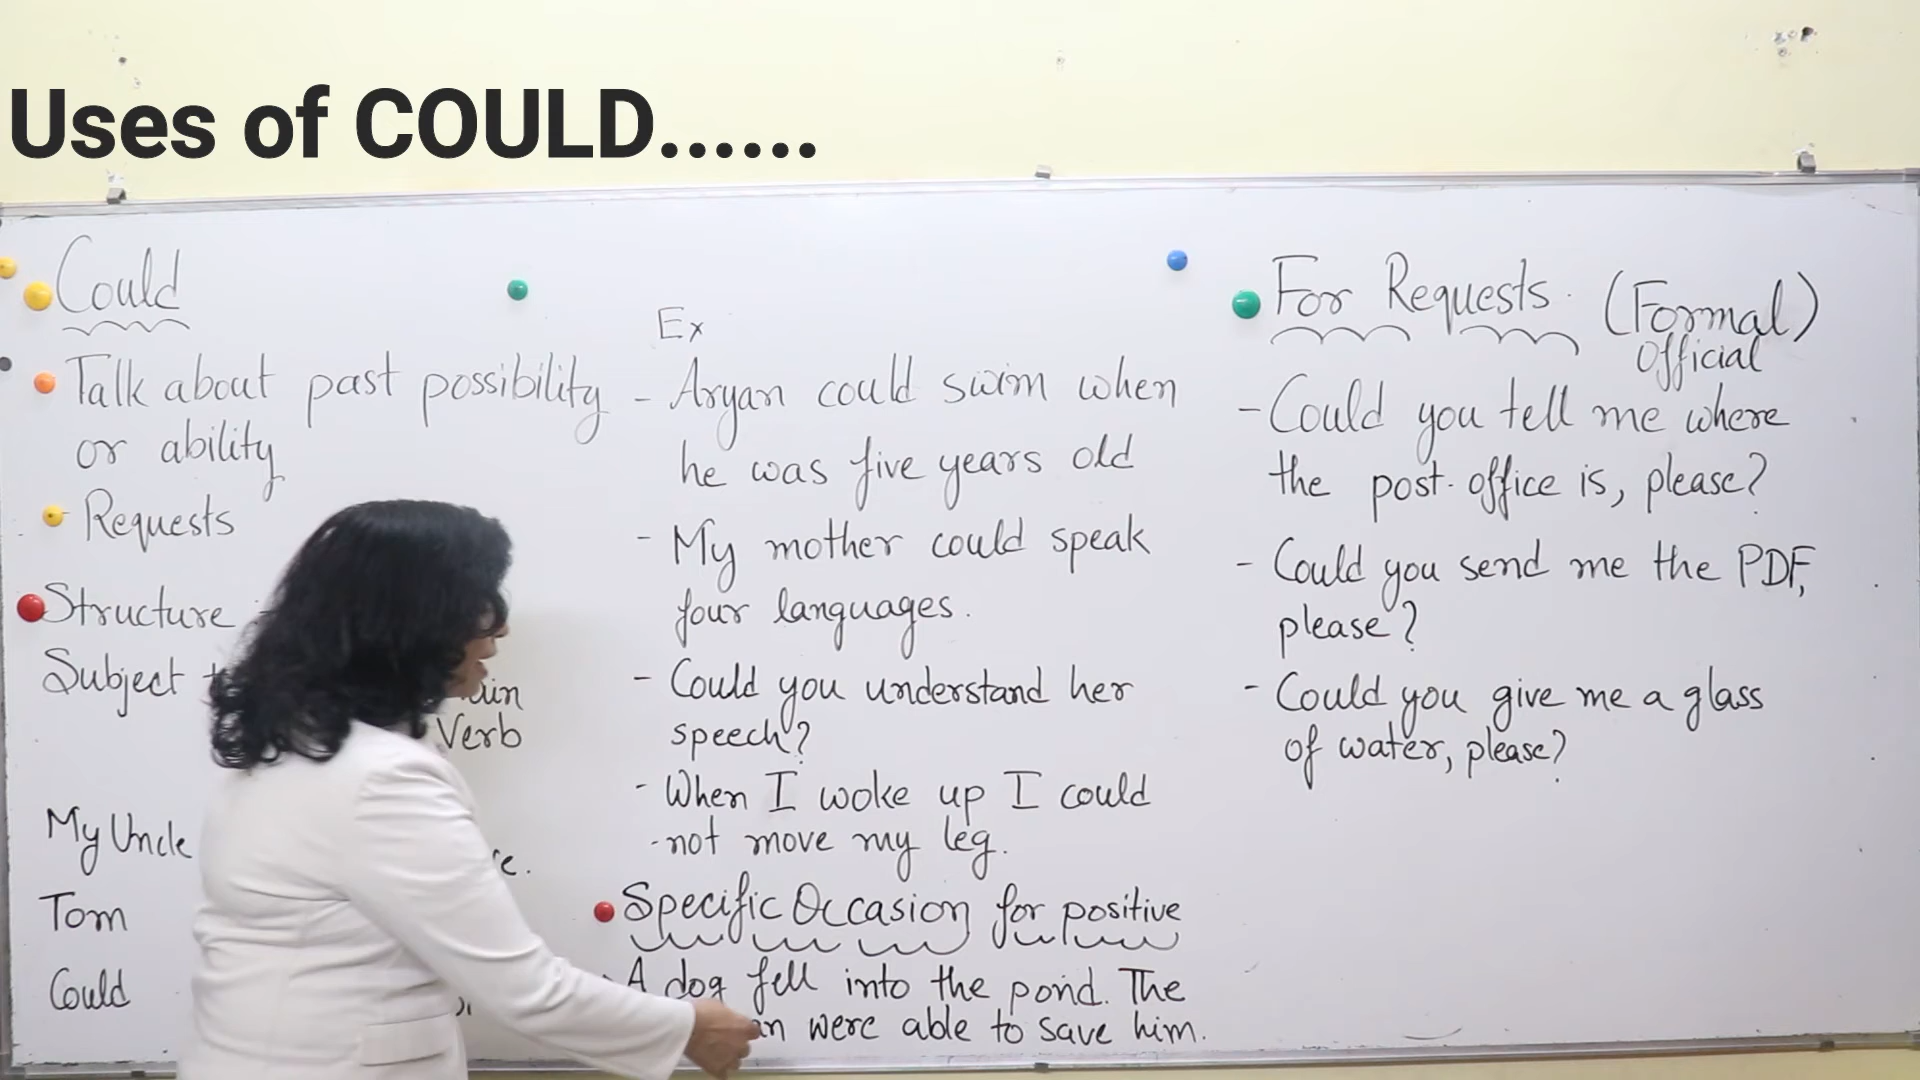 Uses of COULD......
Could
Talk about past possibility
or ability
Requests
Structure
Subject
Verb
My Uncle
Tom
Could
Ex
- Aryan could swim when
he was five years old
- My mother could speak
four languages.
- Could you understand her
speech?
- When I woke up I could
not move my leg.
Specific Occasion for positive
A dog fell into the pond. The
were able to save him.
For Requests. (Formal)
Official
- Could you tell me where
the post-office is, please?
- Could you send me the PDF,
please?
- Could you give me a glass
of water, please?